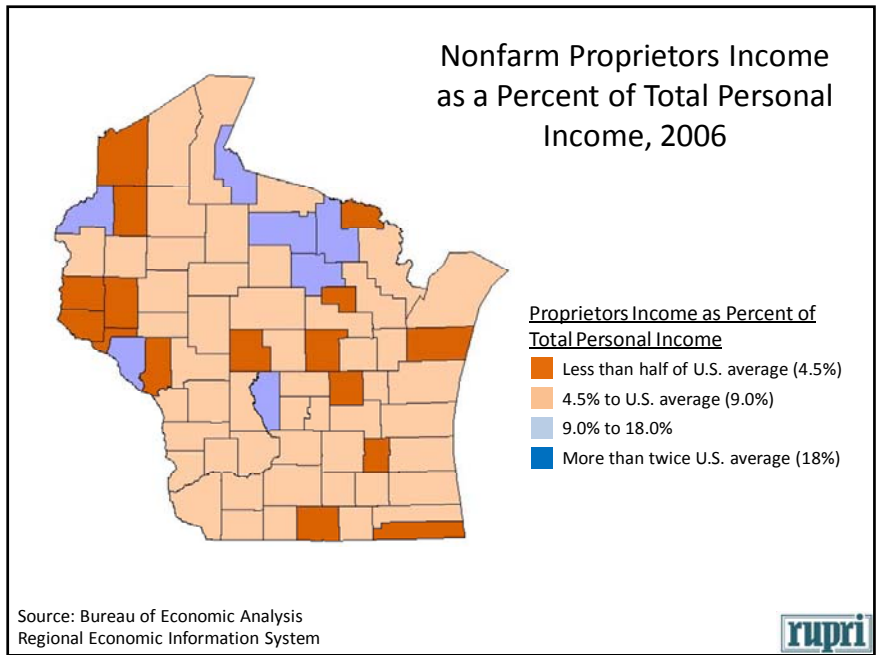 Nonfarm Proprietors Income
as a Percent of Total Personal
Income, 2006
Proprietors Income as Percent of
Total Personal Income
Less than half of U.S. average (4.5%)
4.5% to U.S. average (9.0%)
9.0% to 18.0%
More than twice U.S. average (18%)
Source: Bureau of Economic Analysis
Regional Economic Information System
rupri